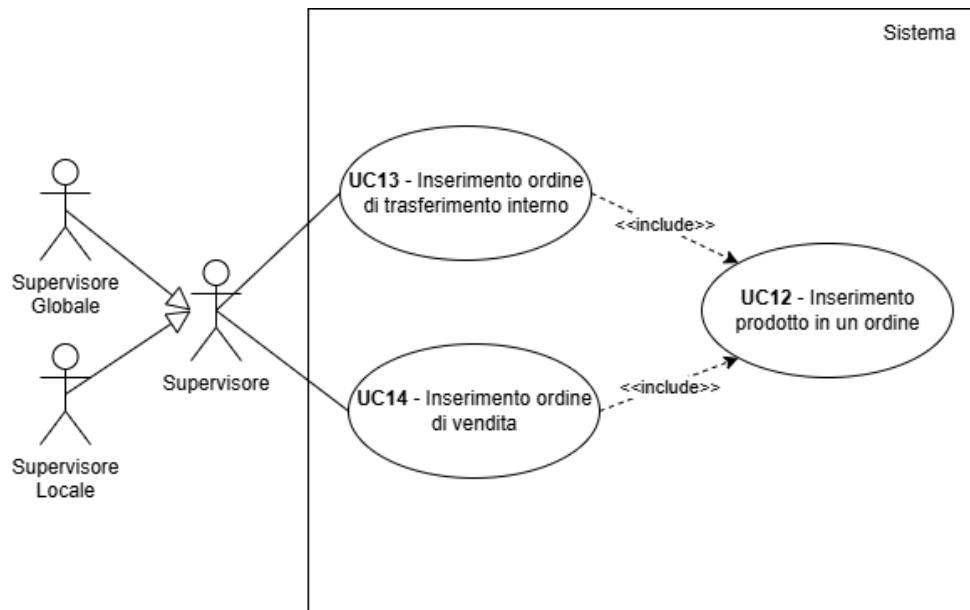 Sistema
UC13 - Inserimento ordine
di trasferimento interno
<<include>>
Supervisore
Globale
UC12 - Inserimento
prodotto in un ordine
Supervisore
<<include>>
UC14 - Inserimento ordine
di vendita
Supervisore
Locale